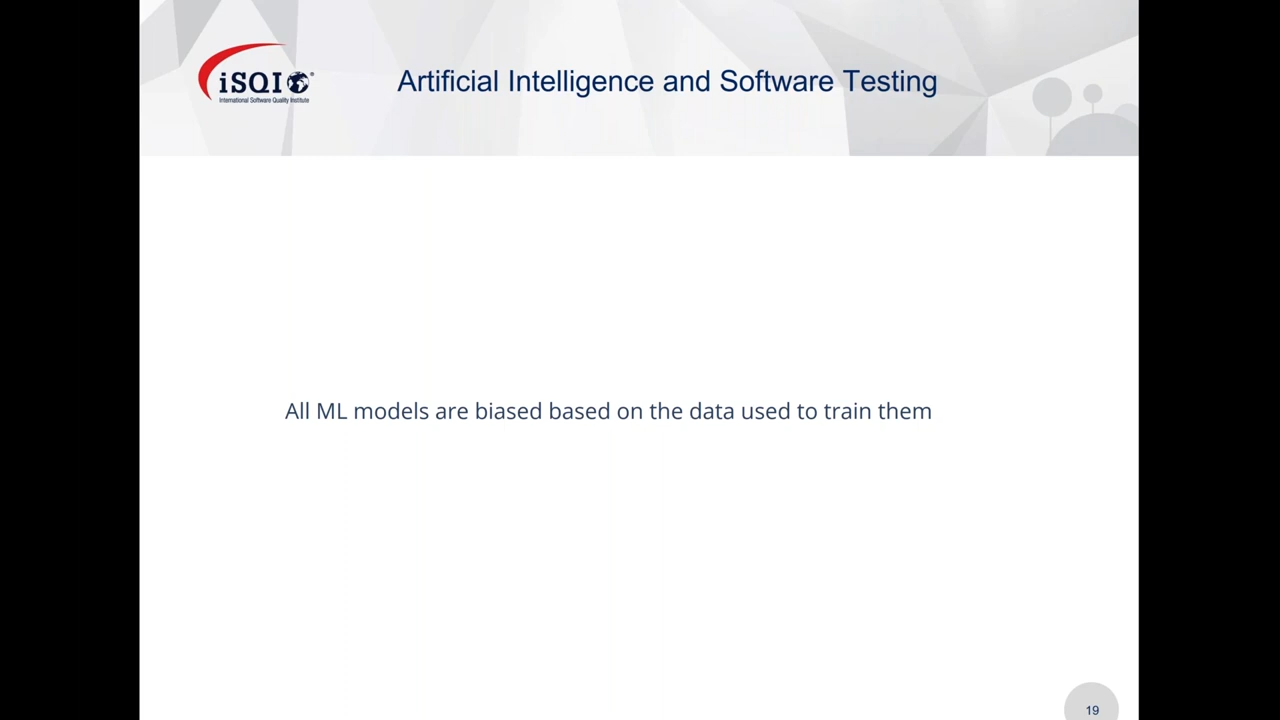 iSQI®
International Software Quality Institute
Artificial Intelligence and Software Testing
All ML models are biased based on the data used to train them
19